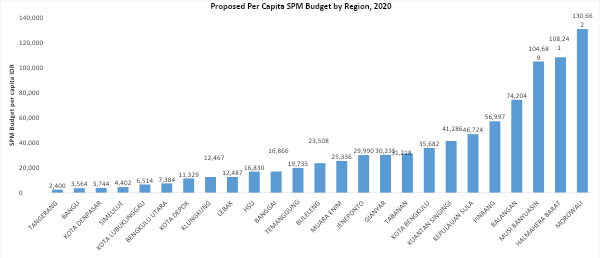 Proposed Per Capita SPM Budget by Region, 2020
SPM Budget per capita IDR
140,000
120,000
100,000
80,000
60,000
40,000
20,000
-
2,400
3,564
3,744
4,402
6,514
7,384
11,329
12,467
12,487
16,830
16,866
19,735
23,508
25,336
29,990
30,235
31,218
35,682
41,286
46,724
56,997
74,204
104,68
9
108,24
1
130,66
2
TANGERANG
BANGLI
KOTA DENPASAR
SIMEULUE
KOTA LUBUKLINGGAU
BENGKULU UTARA
KOTA DEPOK
KLUNGKUNG
LEBAK
HSU
BANGGAI
TEMANGGUNG
BULELENG
MUARA ENIM
JENEPONTO
GIANYAR
TABANAN
KOTA BENGKULU
KUANTAN SINGINGI
KEPULAUAN SULA
PINRANG
BALANGAN
MUSI BANYUASIN
HALMAHERA BARAT
MOROWALI